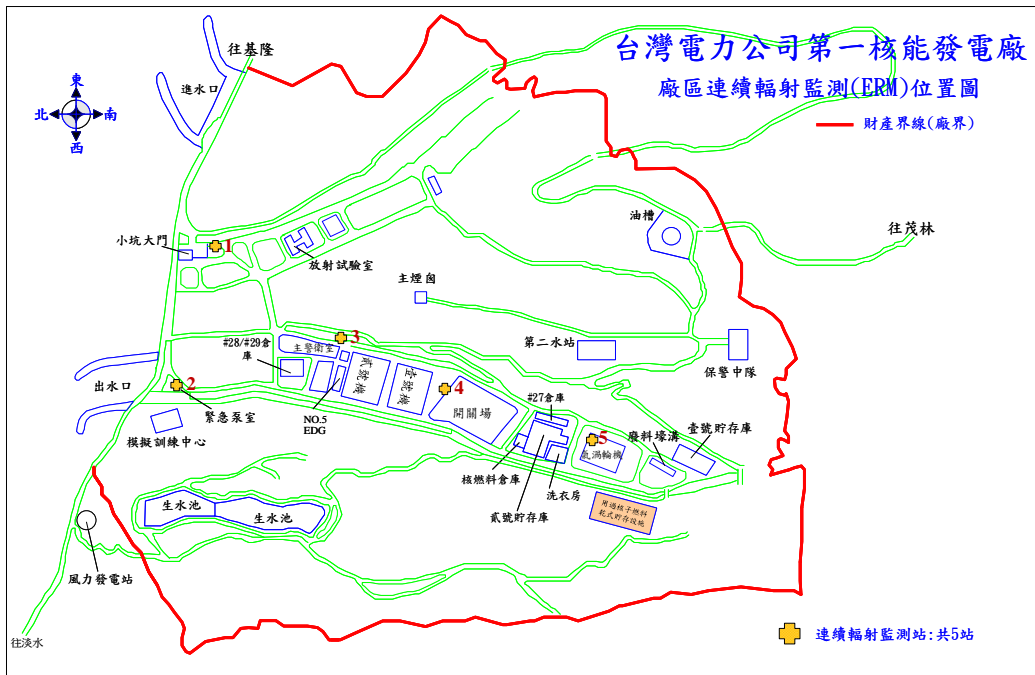 台灣電力公司第一核能發電廠
廠區連續輻射監測(ERM)位置圖
財產界線(廠界)
往基隆
進水口
東
北
南
西
小坑大門
1
放射試驗室
油槽
往茂林
主煙囪
3
#28/#29倉
庫
主警衛室
第二水站
保警中隊
出水口
2
緊急泵室
貳號機
壹號機
4
開關場
NO.5
EDG
#27倉庫
模擬訓練中心
5
氣渦輪機
廢料壕溝
壹號貯存庫
核燃料倉庫
洗衣房
貳號貯存庫
用過核子燃料
乾式貯存設施
生水池
生水池
風力發電站
往淡水
連續輻射監測站:共5站